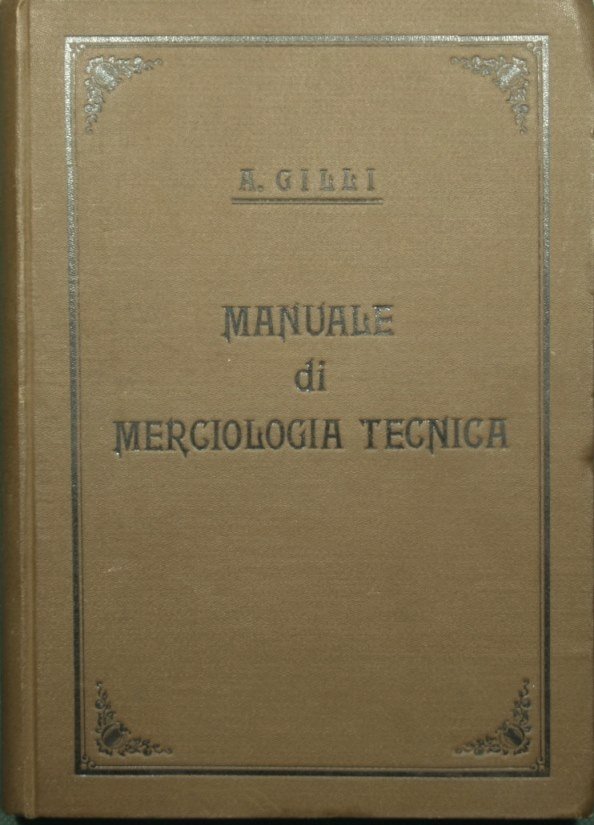 A. GILLI
MANUALE
di
MERCIOLOGIA TECNICA